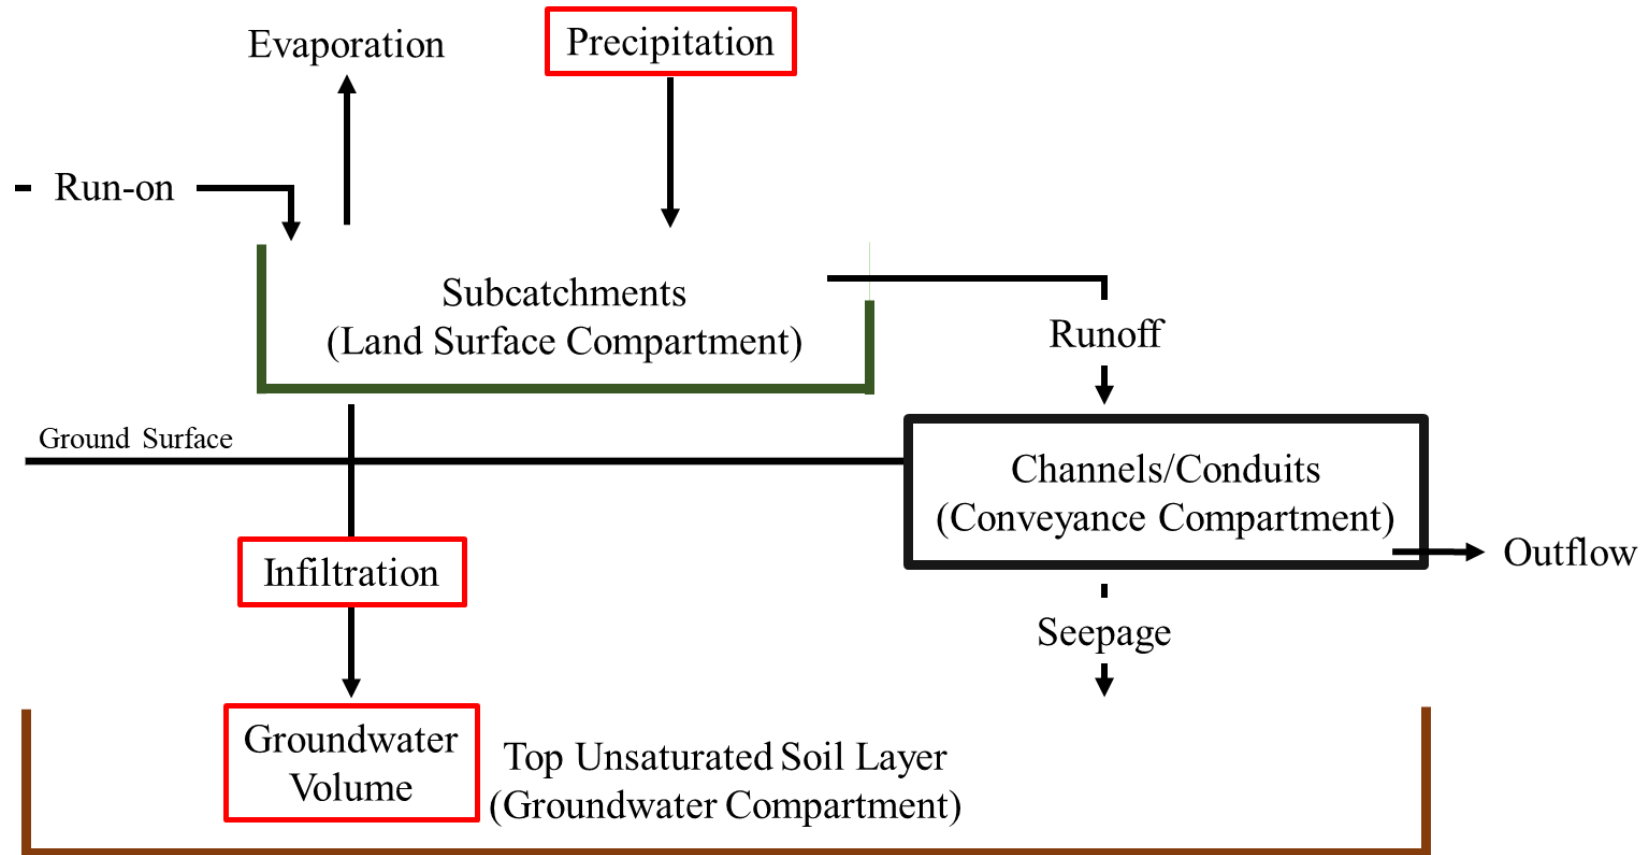 Evaporation
Precipitation
Run-on
Subcatchments
(Land Surface Compartment)
Runoff
Ground Surface
Channels/Conduits
(Conveyance Compartment)
Outflow
Infiltration
Seepage
Groundwater
Volume
Top Unsaturated Soil Layer
(Groundwater Compartment)